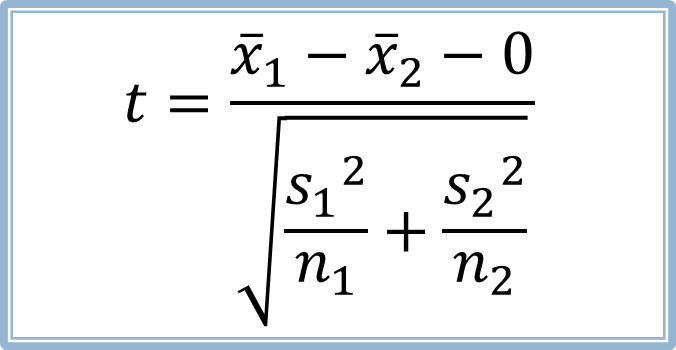 t = (x̄₁ − x̄₂ − 0) / √(s₁²/n₁ + s₂²/n₂)